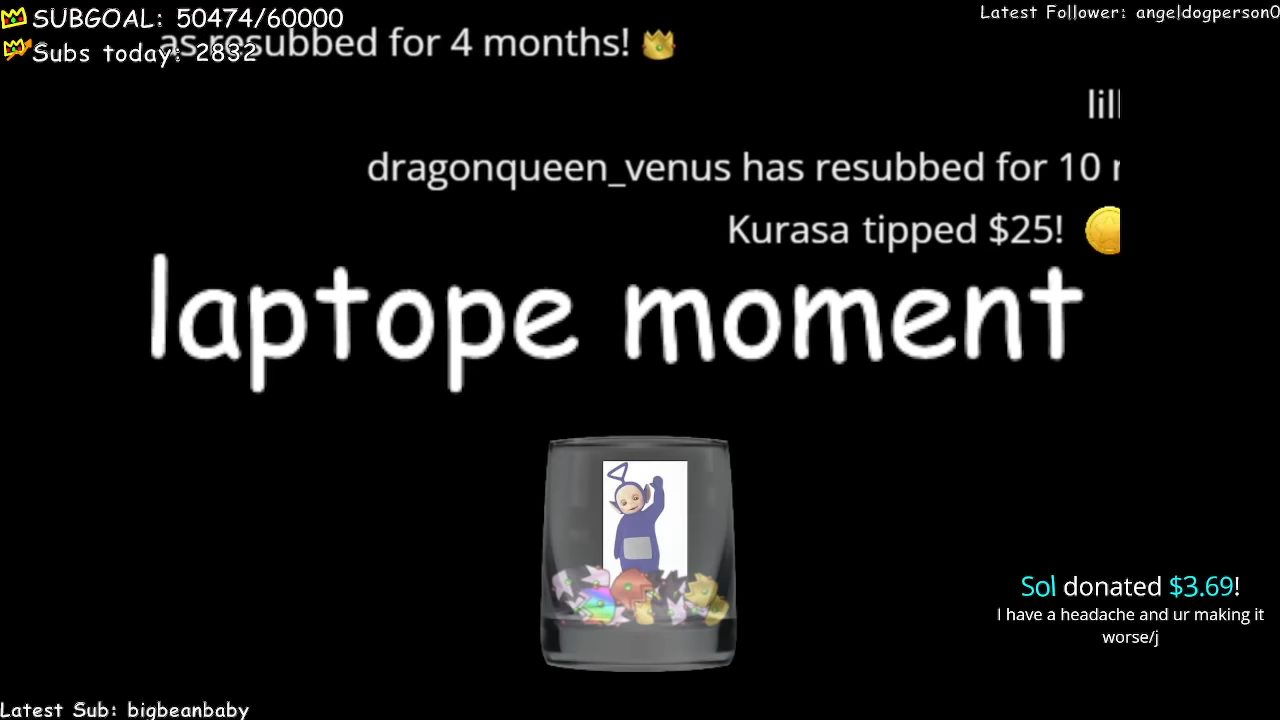 SUBGOAL: 50474/60000
Latest Follower: angeldogperson0
as resubbed for 4 months!
Subs today: 2832
lill
dragonqueen_venus has resubbed for 10
Kurasa tipped $25!
laptope moment
Sol donated $3.69!
I have a headache and ur making it
worse/j
Latest Sub: bigbeanbaby